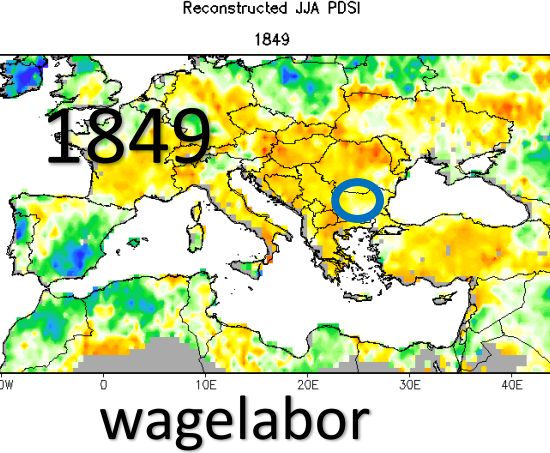 Reconstructed JJA PDSI
1849
1849
0W 0 10E 20E 30E 40E
wagelabor